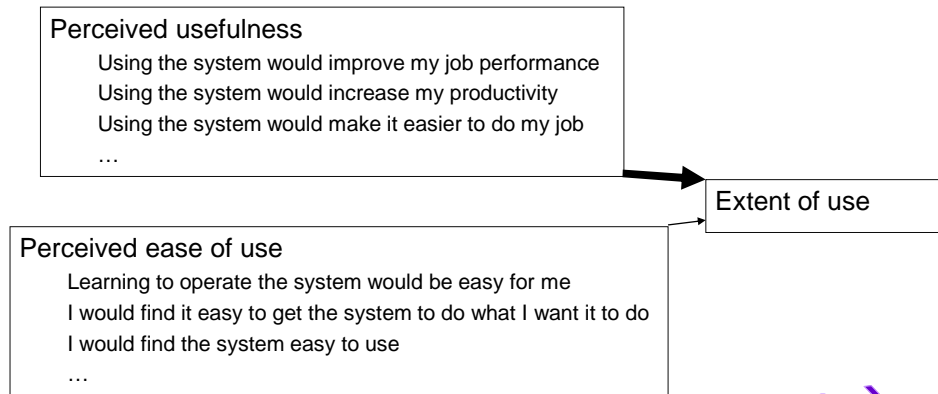 Perceived usefulness
Using the system would improve my job performance
Using the system would increase my productivity
Using the system would make it easier to do my job
…
Extent of use
Perceived ease of use
Learning to operate the system would be easy for me
I would find it easy to get the system to do what I want it to do
I would find the system easy to use
…